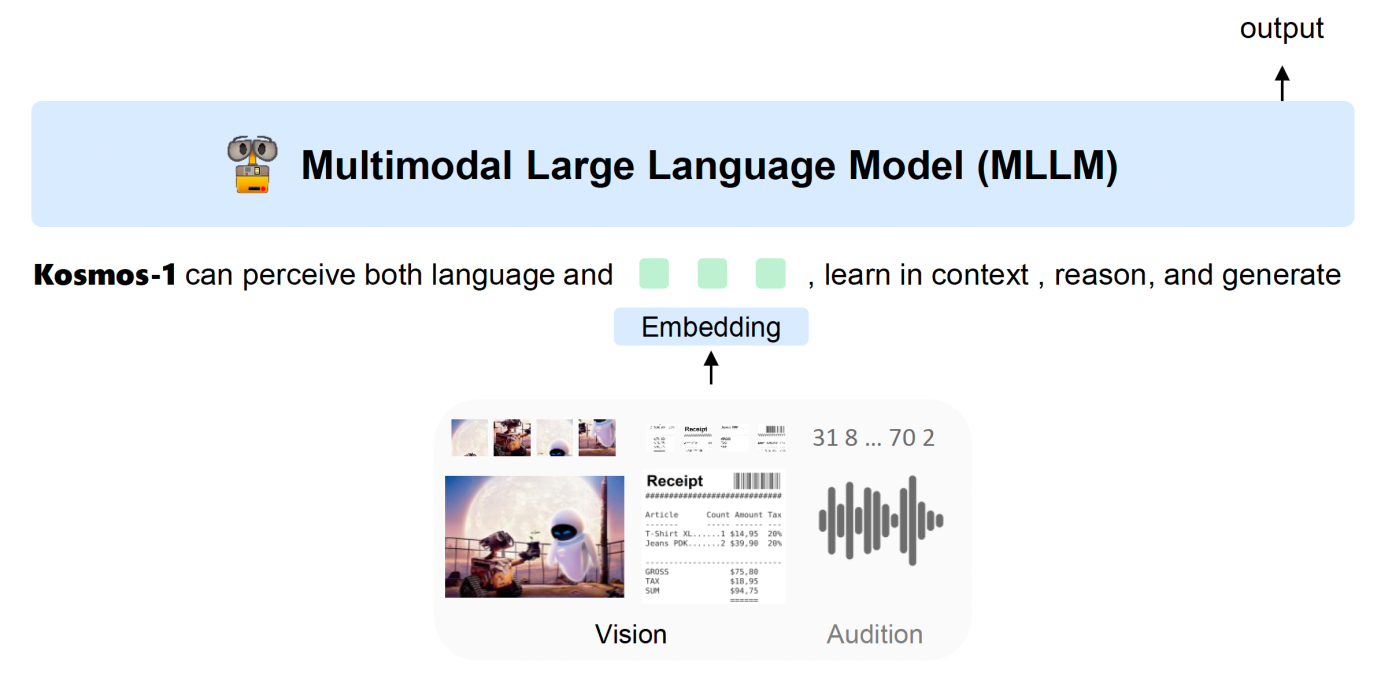 output
Multimodal Large Language Model (MLLM)
Kosmos-1 can perceive both language and , learn in context , reason, and generate
Embedding
31 8 ... 70 2
Receipt
Receipt
##############################
Article Count Amount Tax
------- ----- ------ ---
T-Shirt XL......1 $14,95 20%
Jeans PDK.......2 $39,90 20%
------------------------------
GROSS $75,80
TAX $18,95
SUM $94,75
======
Vision
Audition